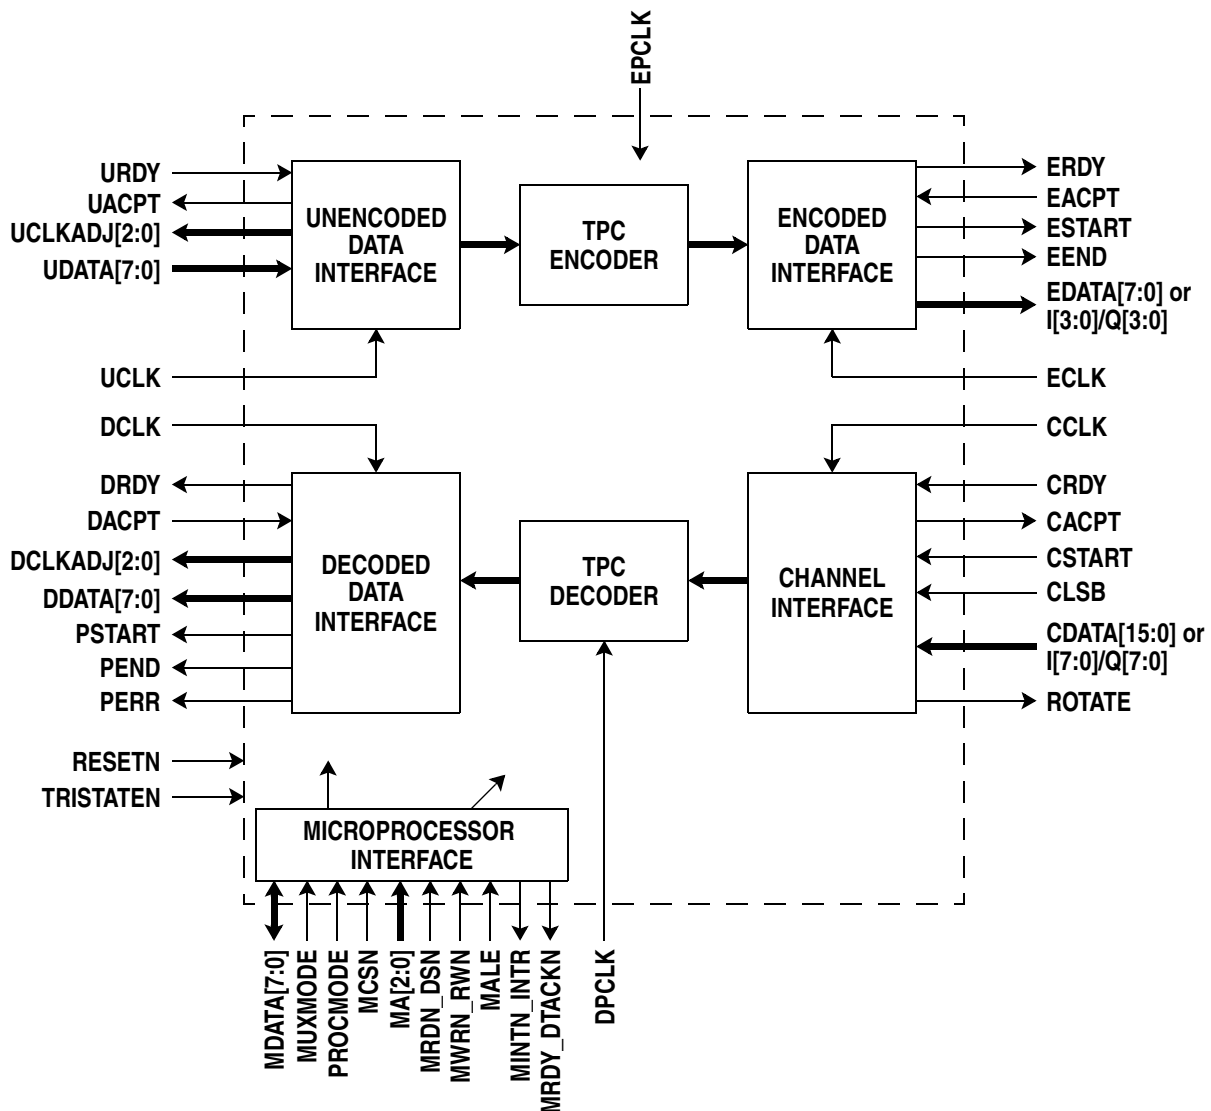 EPCLK
URDY
UACPT
UCLKADJ[2:0]
UDATA[7:0]
UNENCODED
DATA
INTERFACE
TPC
ENCODER
ENCODED
DATA
INTERFACE
ERDY
EACPT
ESTART
EEND
EDATA[7:0] or
I[3:0]/Q[3:0]
UCLK
ECLK
DCLK
CCLK
DRDY
DACPT
DCLKADJ[2:0]
DDATA[7:0]
PSTART
PEND
PERR
DECODED
DATA
INTERFACE
TPC
DECODER
CHANNEL
INTERFACE
CRDY
CACPT
CSTART
CLSB
CDATA[15:0] or
I[7:0]/Q[7:0]
ROTATE
RESETN
TRISTATEN
MICROPROCESSOR
INTERFACE
MDATA[7:0]
MUXMODE
PROCMODE
MCSN
MA[2:0]
MRDN_DSN
MWRN_RWN
MALE
MINTN_INTR
MRDY_DTACKN
DPCLK